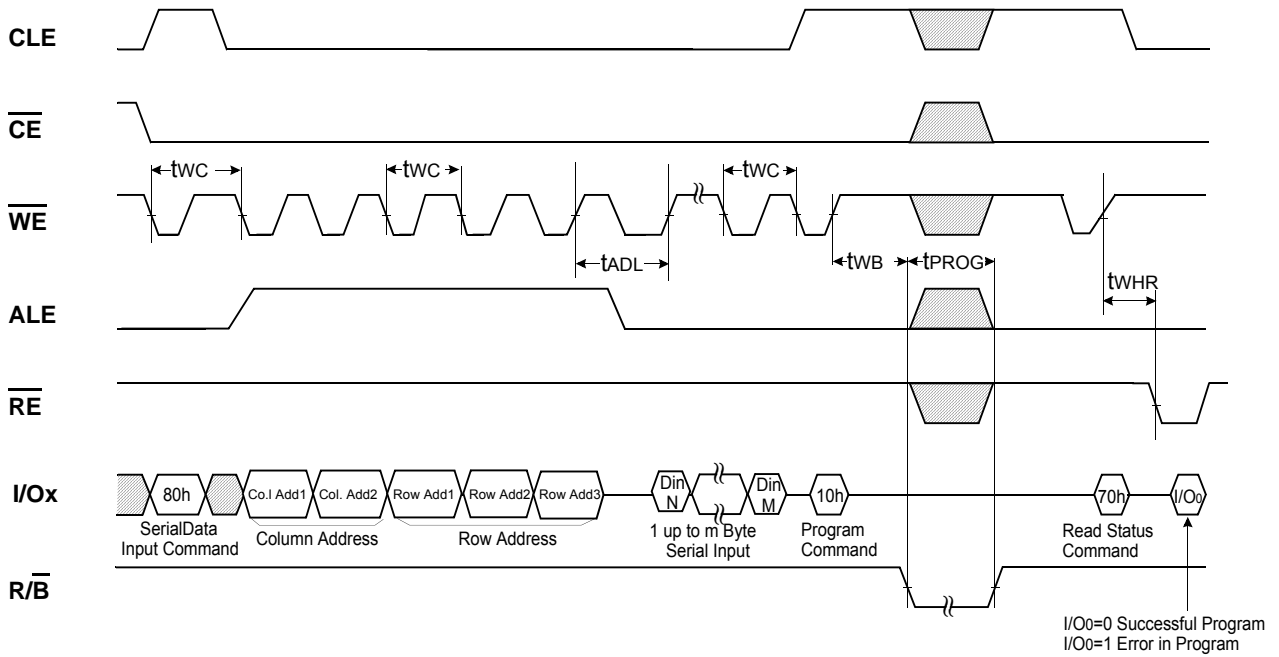 CLE
CE
tWC
tWC
tWC
WE
tADL
tWB
tPROG
tWHR
ALE
RE
I/Ox
80h
Co.l Add1
Col. Add2
Row Add1
Row Add2
Row Add3
Din
N
Din
M
10h
70h
I/O0
SerialData
Input Command
Column Address
Row Address
1 up to m Byte
Serial Input
Program
Command
Read Status
Command
R/B
I/O0=0 Successful Program
I/O0=1 Error in Program